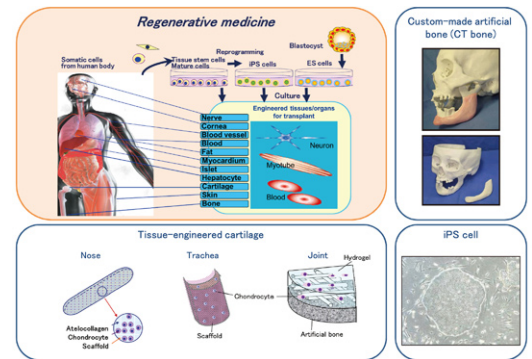 Regenerative medicine
Blastocyst
Reprogramming
Somatic cells
from human body
Tissue stem cells
Mature cells
iPS cells
ES cells
Culture
Engineered tissues/organs
for transplant
Nerve
Cornea
Blood vessel
Blood
Fat
Myocardium
Islet
Hepatocyte
Cartilage
Skin
Bone
Neuron
Myotube
Blood
Custom-made artificial
bone (CT bone)
Tissue-engineered cartilage
Nose
Atelocollagen
Chondrocyte
Scaffold
Trachea
Chondrocyte
Scaffold
Joint
Hydrogel
Artificial bone
iPS cell